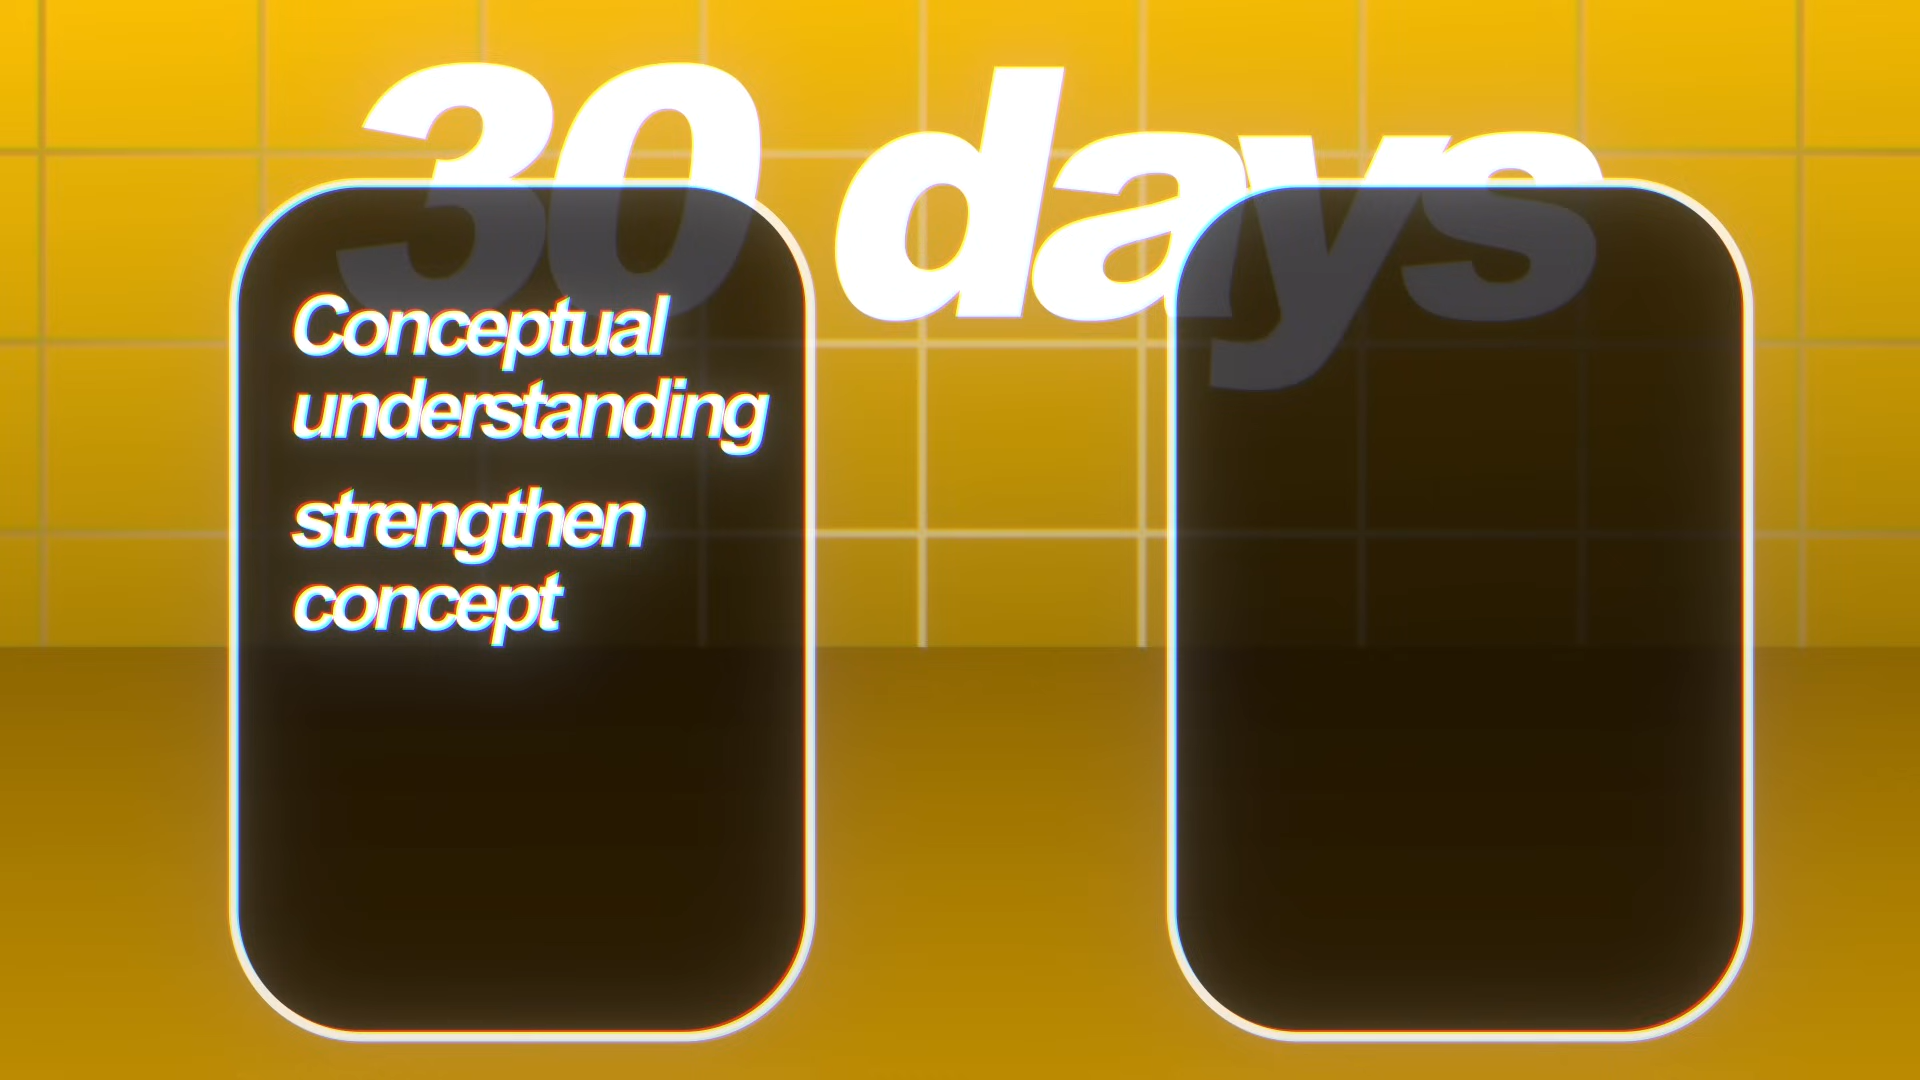 30 days
Conceptual
understanding
strengthen
concept